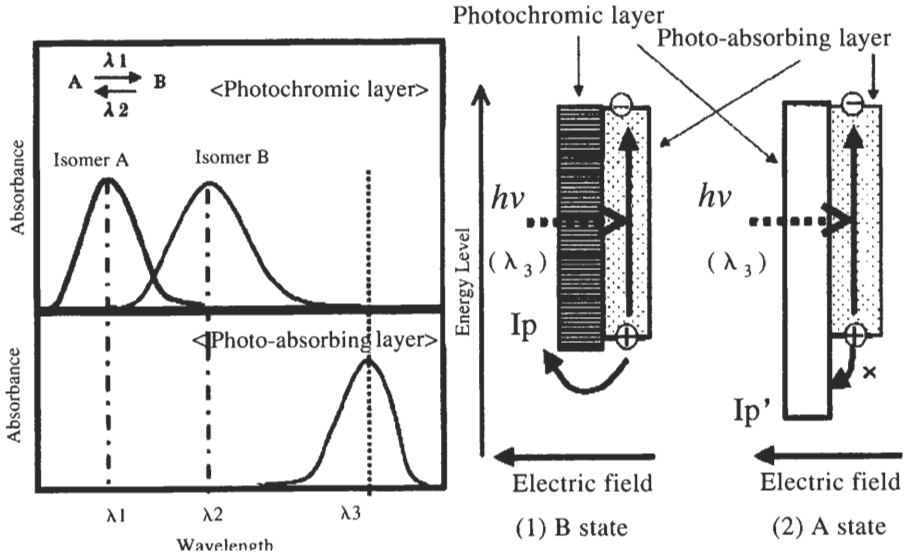 λ1
A B
λ2
<Photochromic layer>
Isomer A
Isomer B
Absorbance
<Photo-absorbing layer>
Absorbance
λ1 λ2 λ3
Wavelength
Photochromic layer
Photo-absorbing layer
Energy Level
hν
(λ3)
Ip
−
+
Electric field
(1) B state
hν
(λ3)
Ip'
−
+
×
Electric field
(2) A state